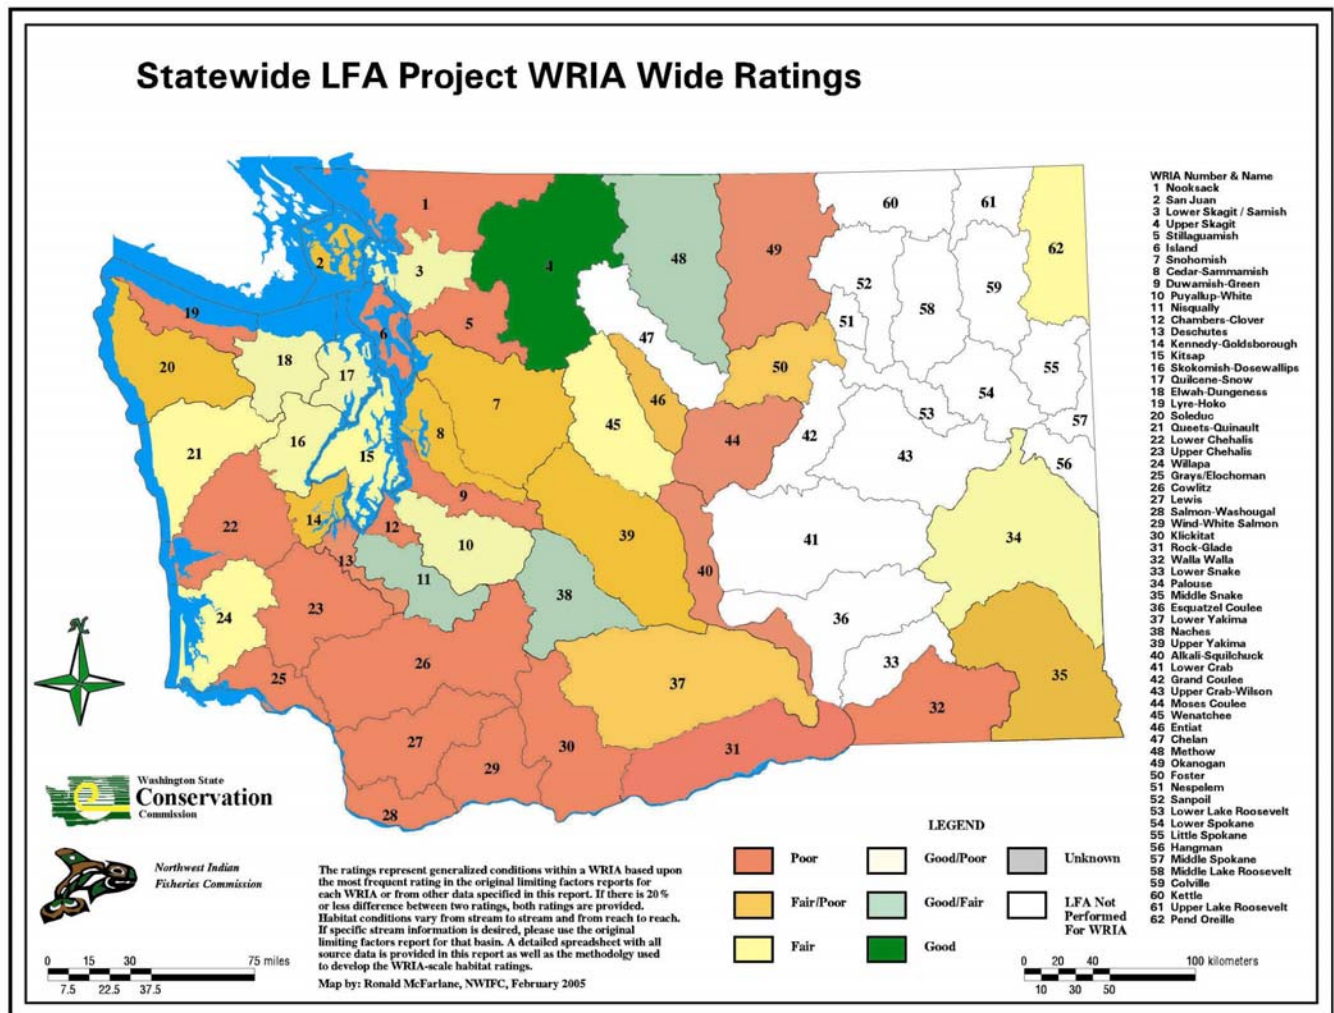 Statewide LFA Project WRIA Wide Ratings
1
2
3
4
5
6
7
8
9
10
11
12
13
14
15
16
17
18
19
20
21
22
23
24
25
26
27
28
29
30
31
32
33
34
35
36
37
38
39
40
41
42
43
44
45
46
47
48
49
50
51
52
53
54
55
56
57
58
59
60
61
62
WRIA Number & Name
1 Nooksack
2 San Juan
3 Lower Skagit / Samish
4 Upper Skagit
5 Stillaguamish
6 Island
7 Snohomish
8 Cedar-Sammamish
9 Duwamish-Green
10 Puyallup-White
11 Nisqually
12 Chambers-Clover
13 Deschutes
14 Kennedy-Goldsborough
15 Kitsap
16 Skokomish-Dosewallips
17 Quilcene-Snow
18 Elwah-Dungeness
19 Lyre-Hoko
20 Soleduc
21 Queets-Quinault
22 Lower Chehalis
23 Upper Chehalis
24 Willapa
25 Grays/Elochoman
26 Cowlitz
27 Lewis
28 Salmon-Washougal
29 Wind-White Salmon
30 Klickitat
31 Rock-Glade
32 Walla Walla
33 Lower Snake
34 Palouse
35 Middle Snake
36 Esquatzel Coulee
37 Lower Yakima
38 Naches
39 Upper Yakima
40 Alkali-Squilchuck
41 Lower Crab
42 Grand Coulee
43 Upper Crab-Wilson
44 Moses Coulee
45 Wenatchee
46 Entiat
47 Chelan
48 Methow
49 Okanogan
50 Foster
51 Nespelem
52 Sanpoil
53 Lower Lake Roosevelt
54 Lower Spokane
55 Little Spokane
56 Hangman
57 Middle Spokane
58 Middle Lake Roosevelt
59 Colville
60 Kettle
61 Upper Lake Roosevelt
62 Pend Oreille
N
Washington State
Conservation
Commission
Northwest Indian
Fisheries Commission
The ratings represent generalized conditions within a WRIA based upon
the most frequent rating in the original limiting factors reports for
each WRIA or from other data specified in this report. If there is 20%
or less difference between two ratings, both ratings are provided.
Habitat conditions vary from stream to stream and from reach to reach.
If specific stream information is desired, please use the original
limiting factors report for that basin. A detailed spreadsheet with all
source data is provided in this report as well as the methodolgy used
to develop the WRIA-scale habitat ratings.
Map by: Ronald McFarlane, NWIFC, February 2005
LEGEND
Poor
Good/Poor
Unknown
Fair/Poor
Good/Fair
LFA Not
Performed
For WRIA
Fair
Good
0 15 30 75 miles
7.5 22.5 37.5
0 20 40 100 kilometers
10 30 50